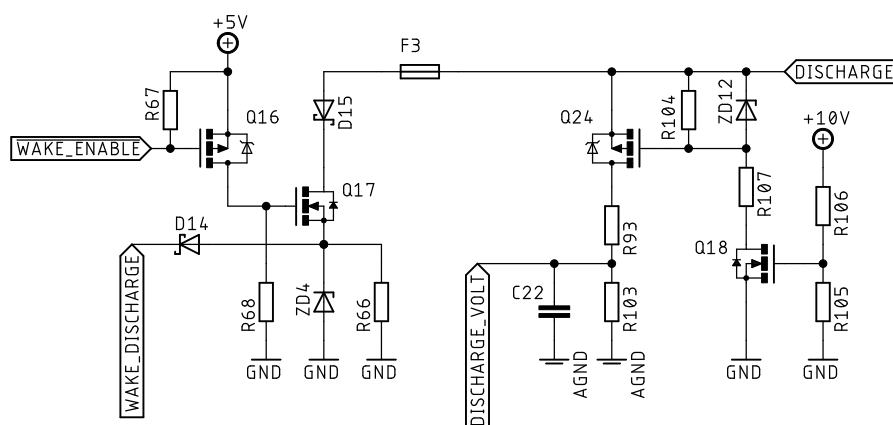 +5V
F3
R67
Q16
D15
DISCHARGE
R104
ZD12
Q24
+10V
WAKE_ENABLE
Q17
R107
R106
D14
R93
Q18
WAKE_DISCHARGE
R68
ZD4
R66
DISCHARGE_VOLT
C22
R103
R105
GND
GND
GND
AGND
AGND
GND
GND